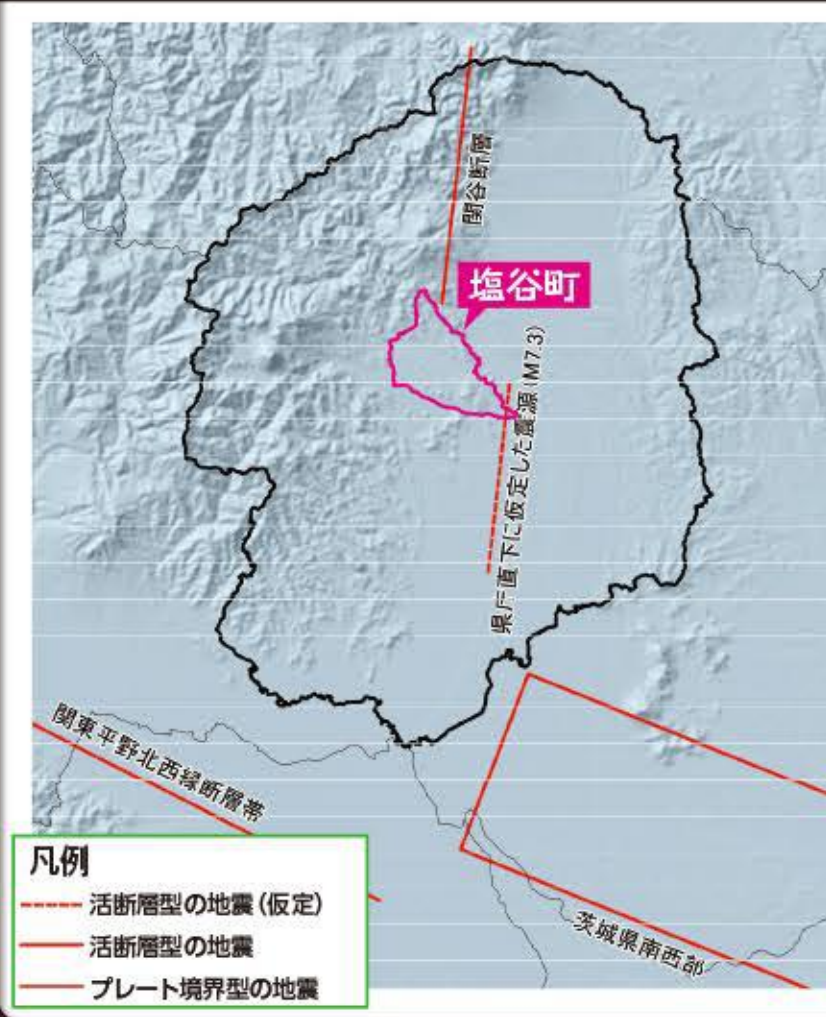 関谷断層
塩谷町
県庁直下に仮定した震源(M7.3)
関東平野北西縁断層帯
茨城県南西部
凡例
活断層型の地震(仮定)
活断層型の地震
プレート境界型の地震